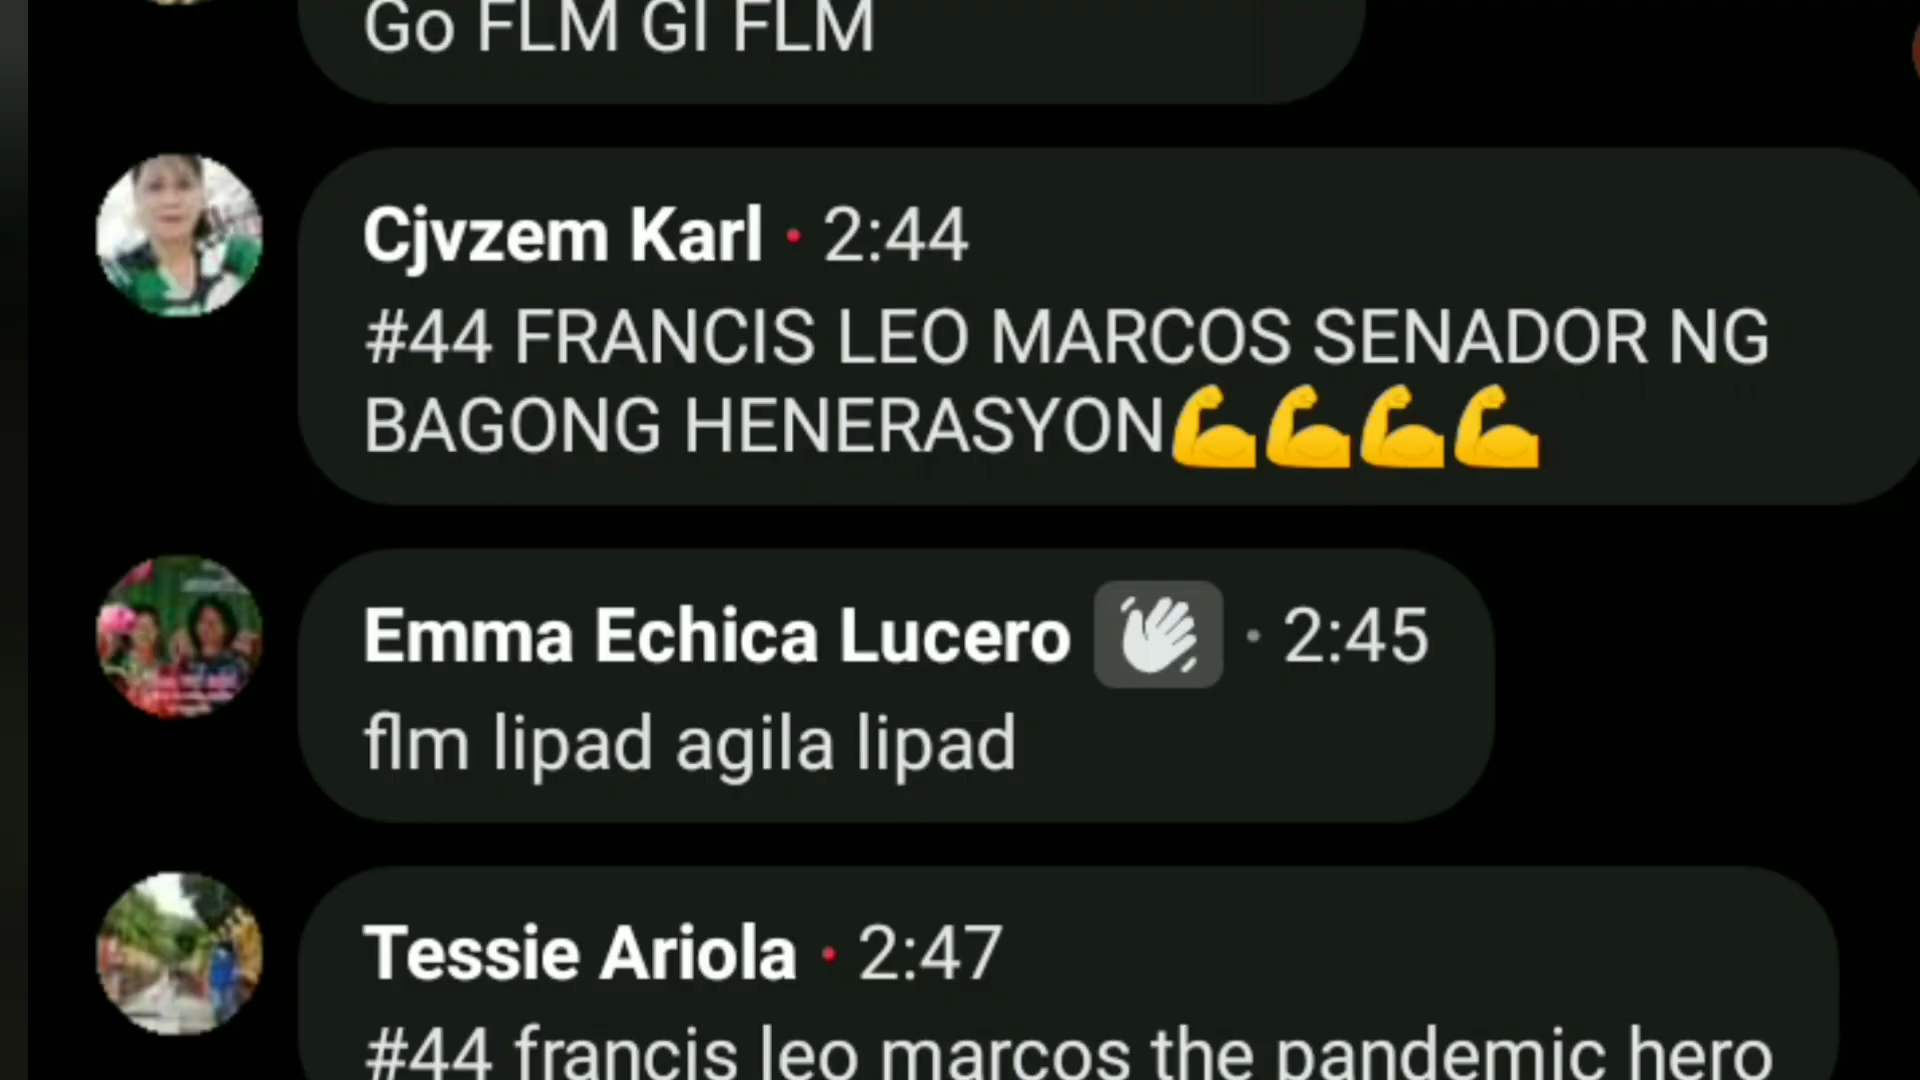 Go FLM GI FLM
Cjvzem Karl • 2:44
#44 FRANCIS LEO MARCOS SENADOR NG
BAGONG HENERASYON💪💪💪💪
Emma Echica Lucero 👋 • 2:45
flm lipad agila lipad
Tessie Ariola • 2:47
#44 francis leo marcos the pandemic hero